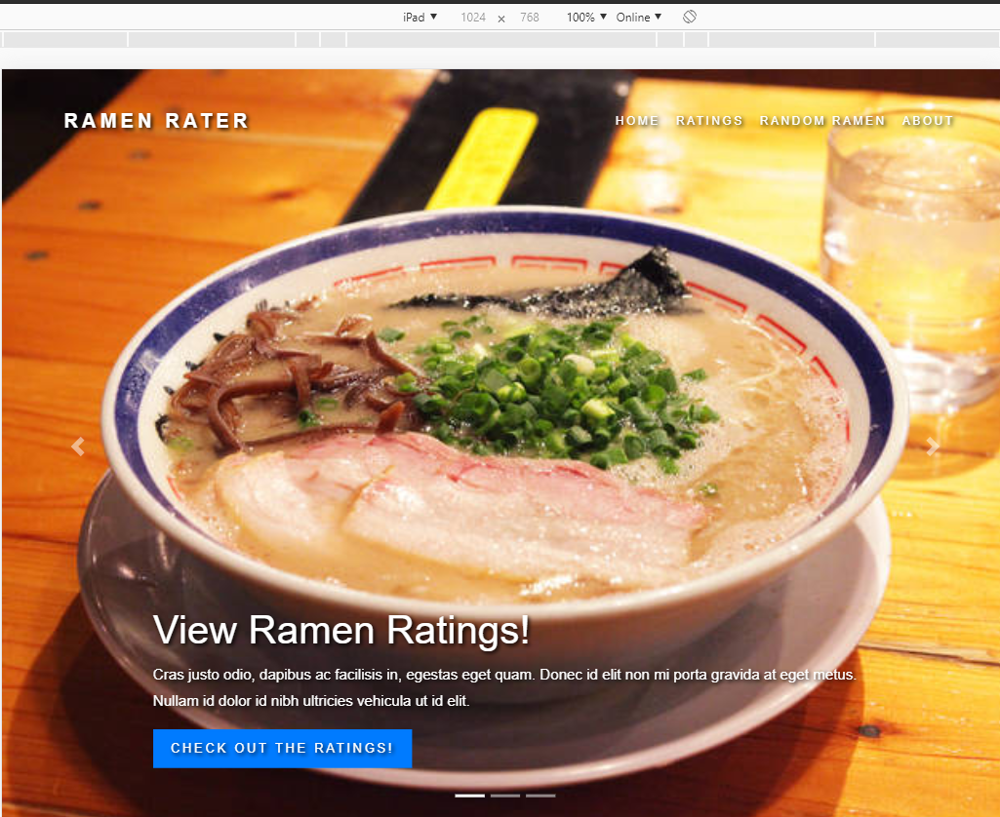 iPad ▼ 1024 × 768 100% ▼ Online ▼
RAMEN RATER
HOME RATINGS RANDOM RAMEN ABOUT
View Ramen Ratings!
Cras justo odio, dapibus ac facilisis in, egestas eget quam. Donec id elit non mi porta gravida at eget metus.
Nullam id dolor id nibh ultricies vehicula ut id elit.
CHECK OUT THE RATINGS!